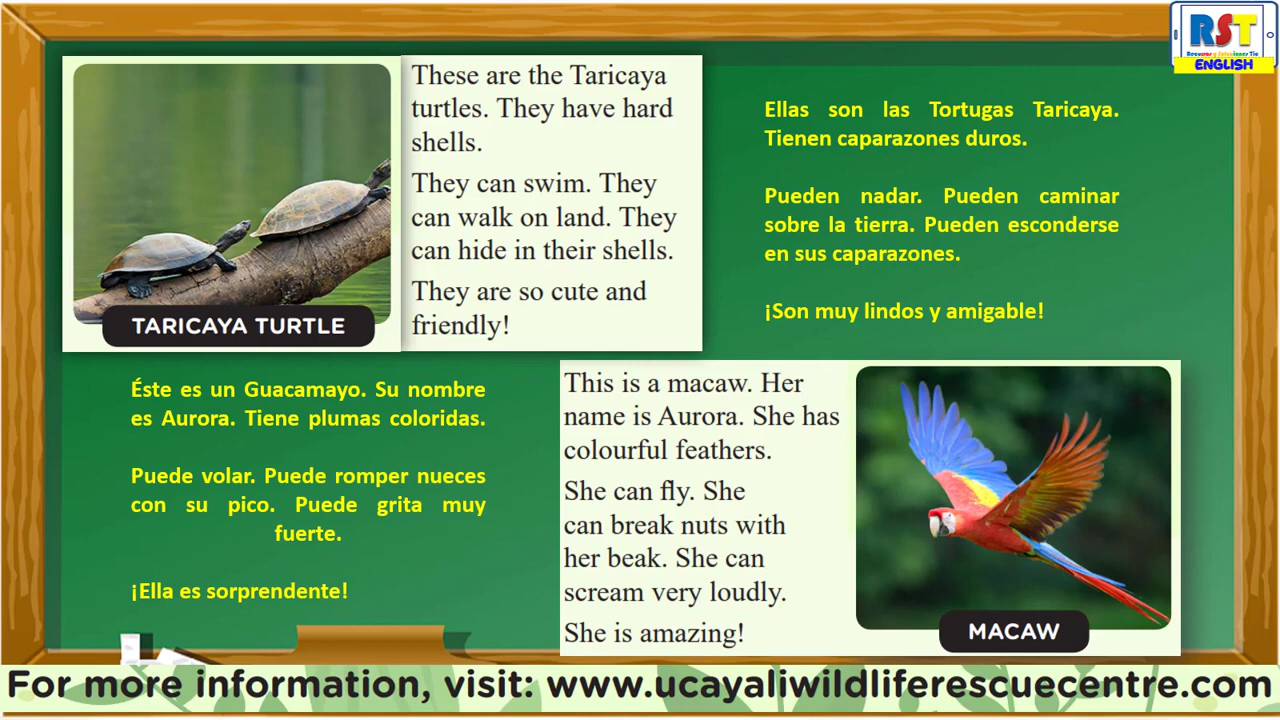 RST
Recursos y Soluciones Tic
ENGLISH
These are the Taricaya
turtles. They have hard
shells.
They can swim. They
can walk on land. They
can hide in their shells.
They are so cute and
friendly!
TARICAYA TURTLE
Ellas son las Tortugas Taricaya.
Tienen caparazones duros.
Pueden nadar. Pueden caminar
sobre la tierra. Pueden esconderse
en sus caparazones.
¡Son muy lindos y amigable!
Éste es un Guacamayo. Su nombre
es Aurora. Tiene plumas coloridas.
Puede volar. Puede romper nueces
con su pico. Puede grita muy
fuerte.
¡Ella es sorprendente!
This is a macaw. Her
name is Aurora. She has
colourful feathers.
She can fly. She
can break nuts with
her beak. She can
scream very loudly.
She is amazing!
MACAW
For more information, visit: www.ucayaliwildliferescuecentre.com